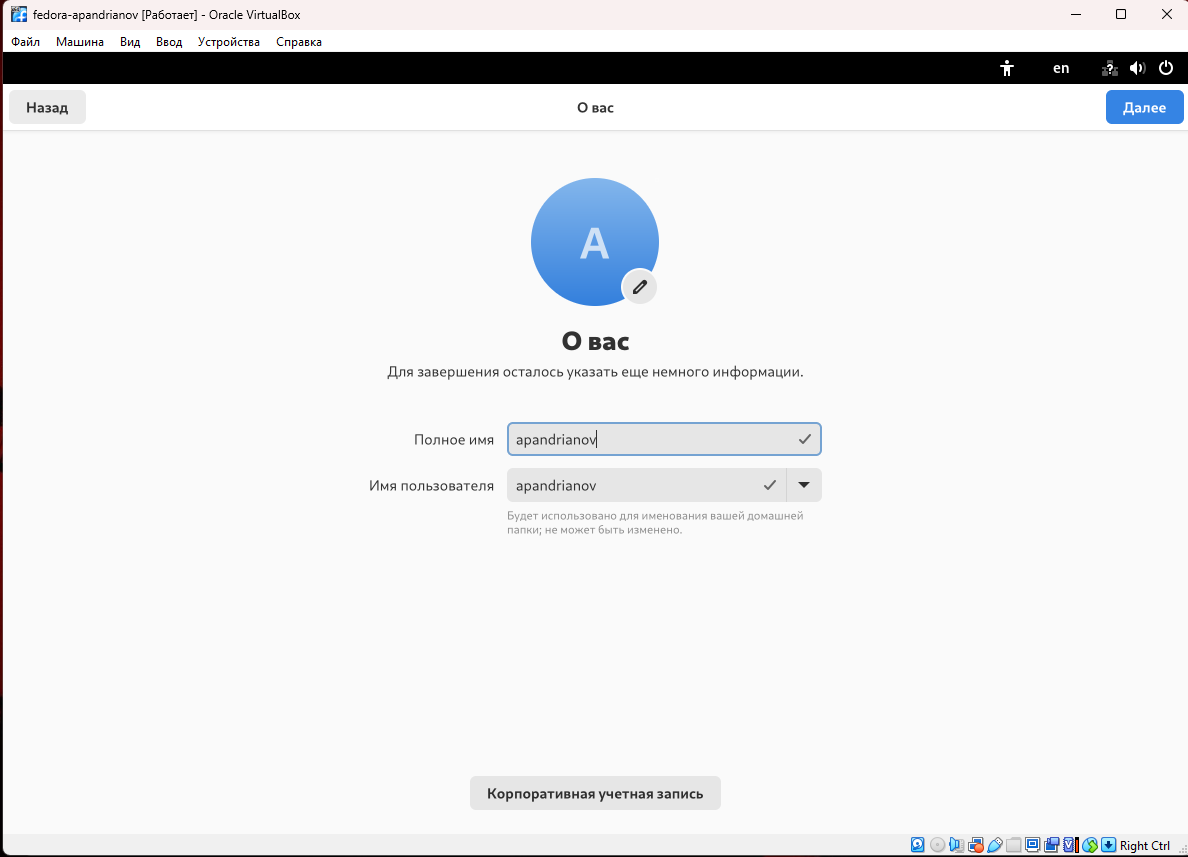 fedora-apandrianov [Работает] - Oracle VirtualBox
Файл Машина Вид Ввод Устройства Справка
en
Назад
О вас
Далее
A
О вас
Для завершения осталось указать еще немного информации.
Полное имя apandrianov
Имя пользователя apandrianov
Будет использовано для именования вашей домашней
папки; не может быть изменено.
Корпоративная учетная запись
Right Ctrl